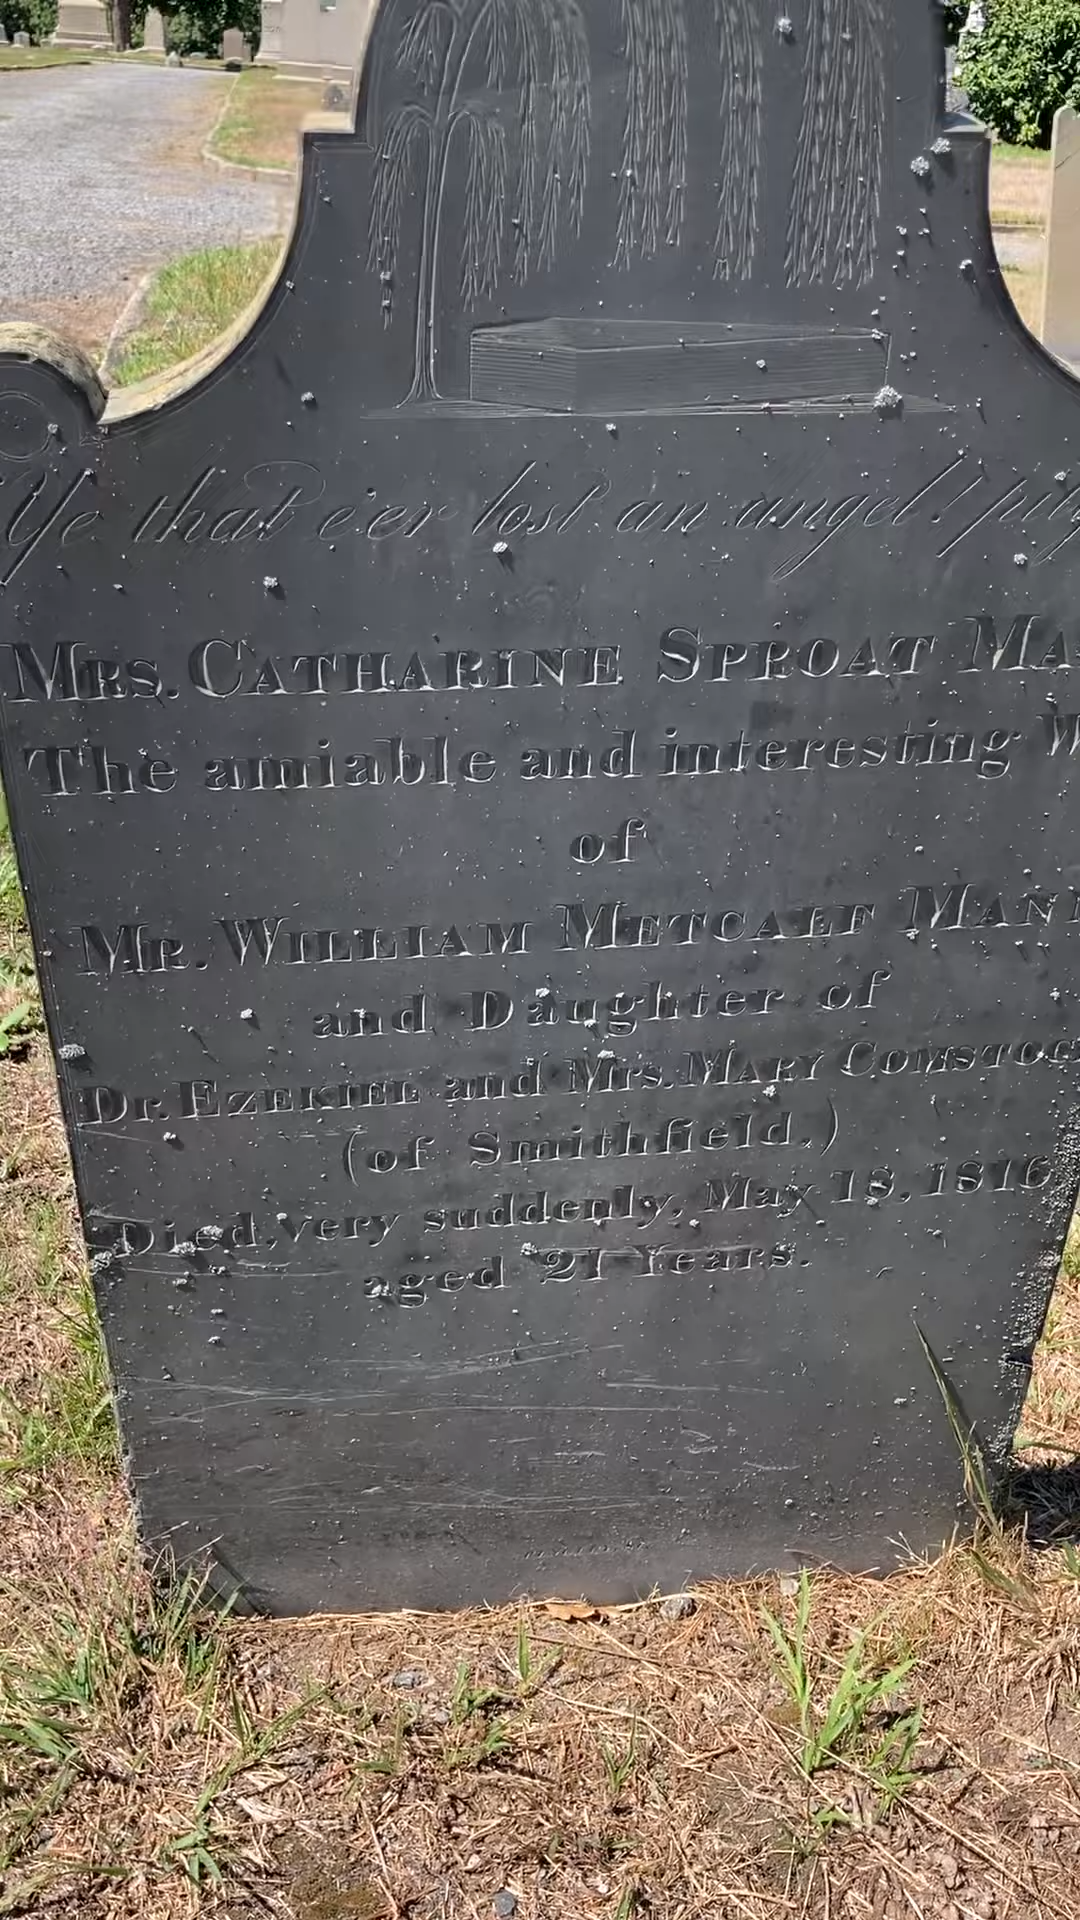 Ye that e'er lost an angel! pity
MRS. CATHARINE SPROAT MA
The amiable and interesting W
of
MR. WILLIAM METCALF MANN
and Daughter of
Dr. EZEKIEL and Mrs. MARY COMSTOC
(of Smithfield,)
Died, very suddenly, May 18, 1816
aged 21 Years.